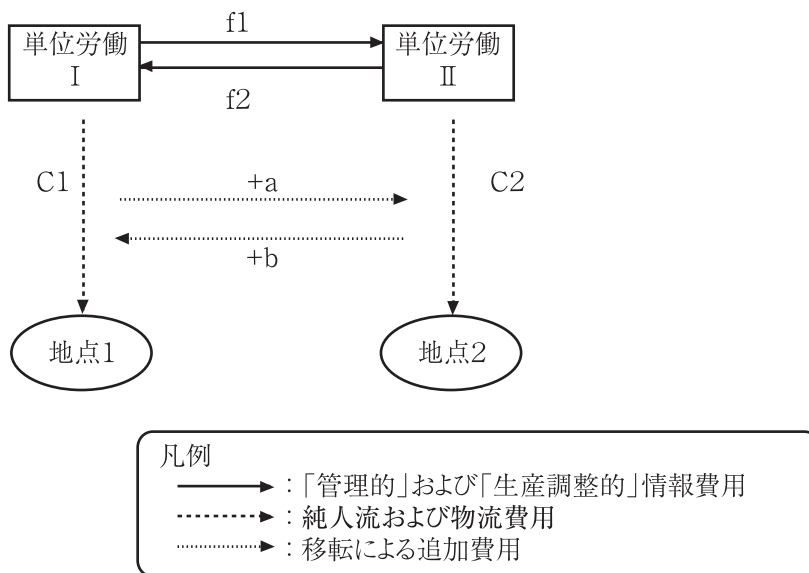 f1
単位労働
Ⅰ
単位労働
Ⅱ
f2
C1
+a
C2
+b
地点1
地点2
凡例
:「管理的」および「生産調整的」情報費用
:純人流および物流費用
:移転による追加費用